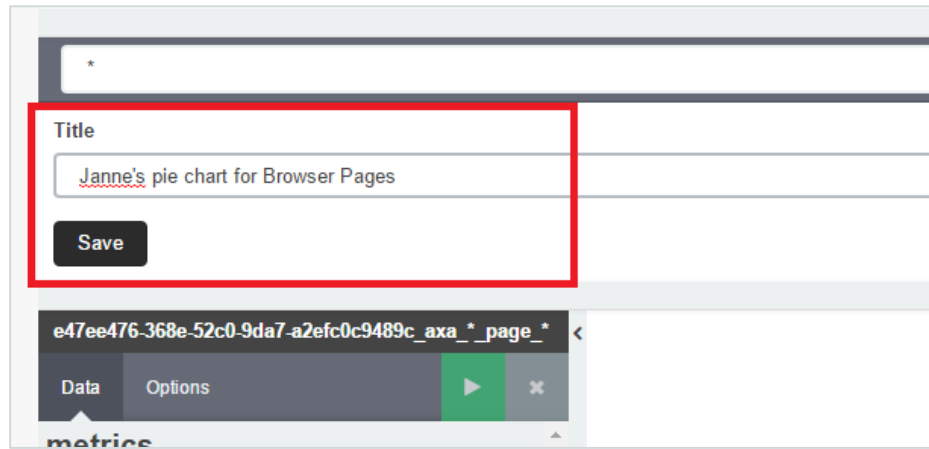 *
Title
Janne's pie chart for Browser Pages
Save
e47ee476-368e-52c0-9da7-a2efc0c9489c_axa_*_page_*
Data Options
metrics